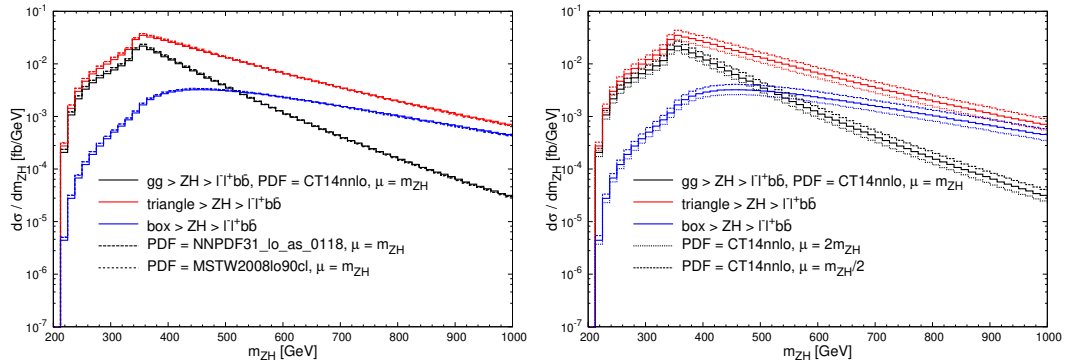 10⁻¹
10⁻²
10⁻³
10⁻⁴
10⁻⁵
10⁻⁶
10⁻⁷
dσ / dm_ZH [fb/GeV]
gg > ZH > l⁻l⁺bb̄, PDF = CT14nnlo, μ = m_ZH
triangle > ZH > l⁻l⁺bb̄
box > ZH > l⁻l⁺bb̄
PDF = NNPDF31_lo_as_0118, μ = m_ZH
PDF = MSTW2008lo90cl, μ = m_ZH
200 300 400 500 600 700 800 900 1000
m_ZH [GeV]
10⁻¹
10⁻²
10⁻³
10⁻⁴
10⁻⁵
10⁻⁶
10⁻⁷
dσ / dm_ZH [fb/GeV]
gg > ZH > l⁻l⁺bb̄, PDF = CT14nnlo, μ = m_ZH
triangle > ZH > l⁻l⁺bb̄
box > ZH > l⁻l⁺bb̄
PDF = CT14nnlo, μ = 2m_ZH
PDF = CT14nnlo, μ = m_ZH/2
200 300 400 500 600 700 800 900 1000
m_ZH [GeV]